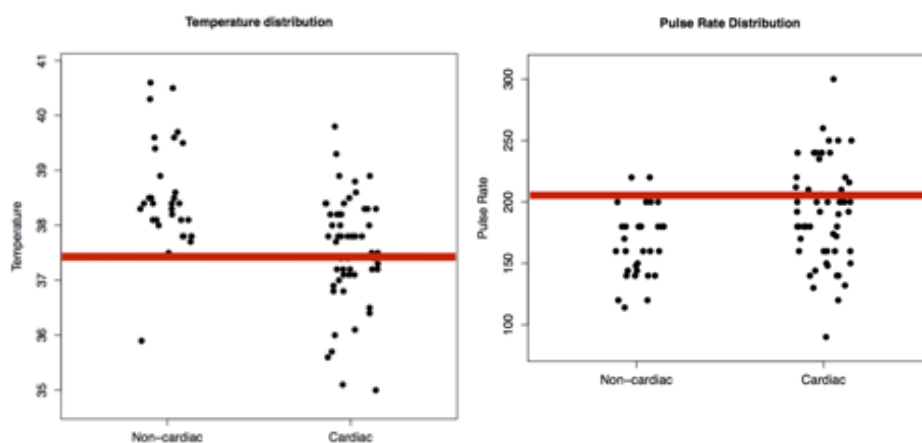 Temperature distribution
Temperature
41
40
39
38
37
36
35
Non-cardiac
Cardiac
Pulse Rate Distribution
Pulse Rate
300
250
200
150
100
Non-cardiac
Cardiac